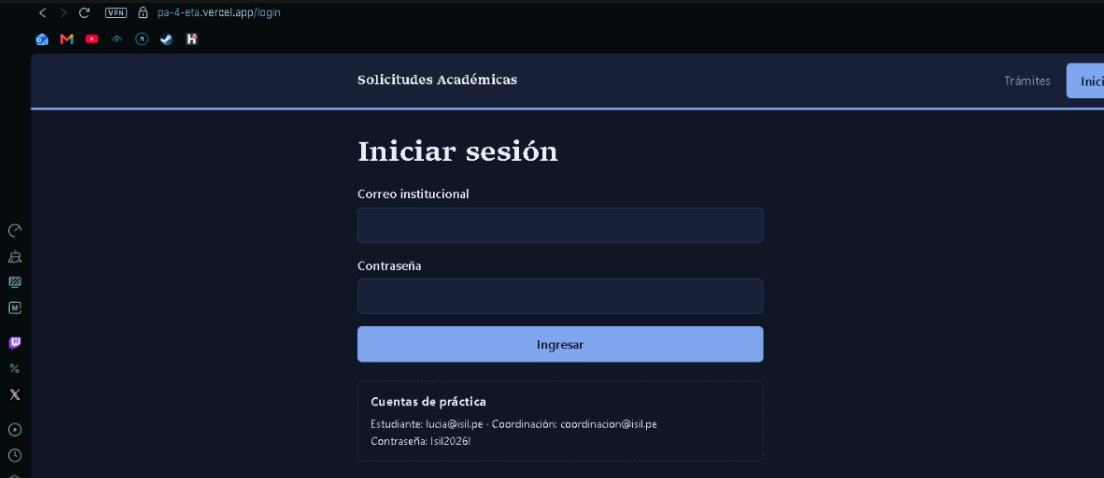 VPN pa-4-eta.vercel.app/login
Solicitudes Académicas
Trámites
Inici
Iniciar sesión
Correo institucional
Contraseña
Ingresar
Cuentas de práctica
Estudiante: lucia@isil.pe · Coordinación: coordinacion@isil.pe
Contraseña: Isil2026!